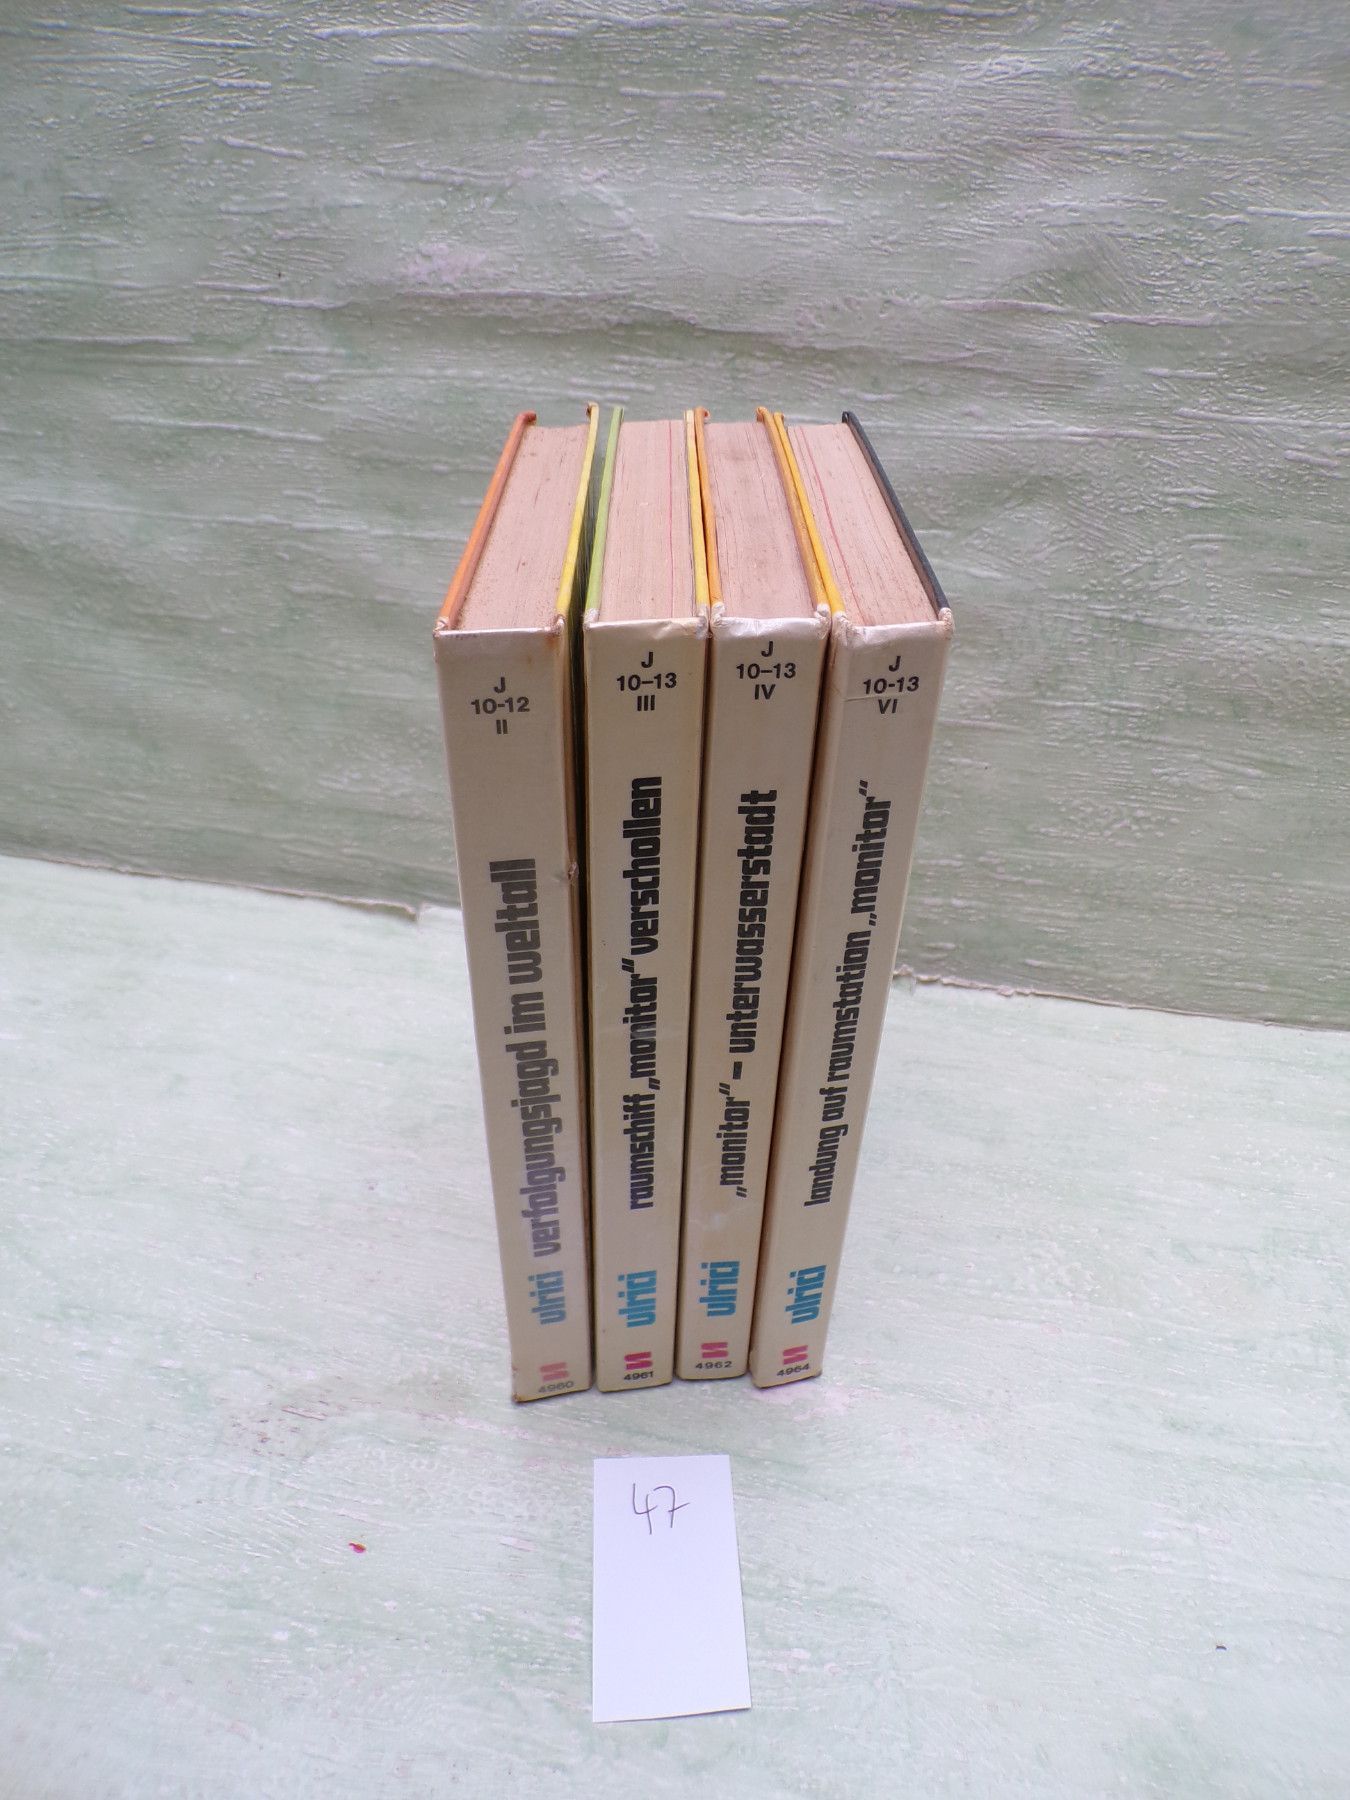 J
10-12
II
verfolgungsjagd im weltall
ulrici
4960
J
10-13
III
raumschiff „monitor“ verschollen
ulrici
4961
J
10-13
IV
„monitor“ - unterwasserstadt
ulrici
4962
J
10-13
VI
landung auf raumstation „monitor“
ulrici
4964
47